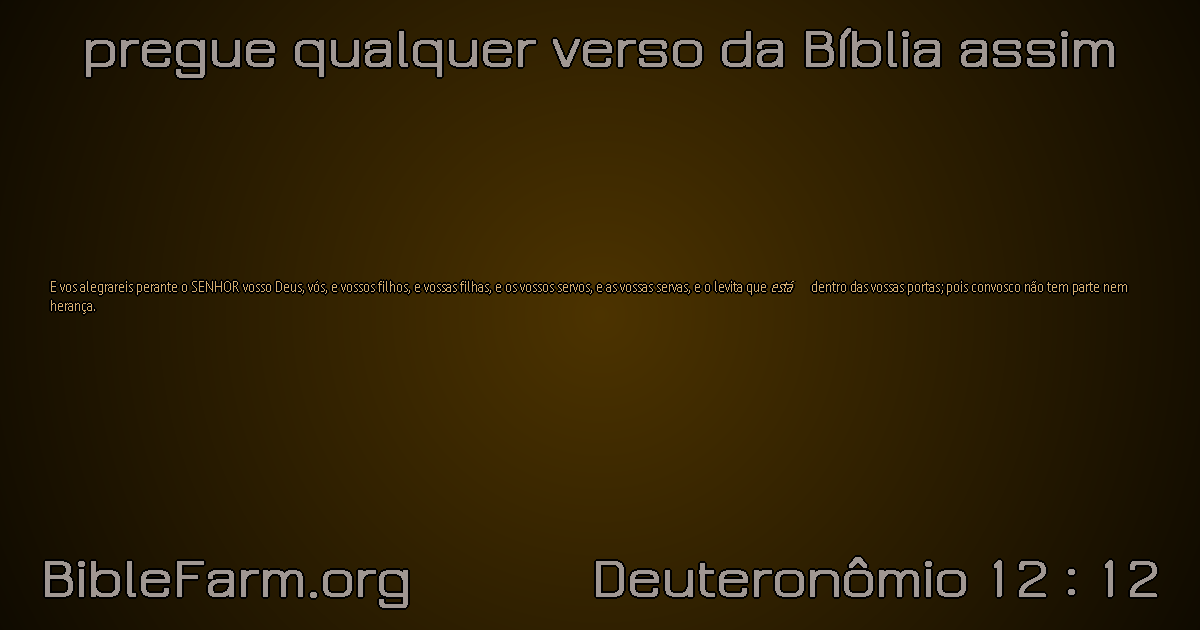 pregue qualquer verso da Bíblia assim
E vos alegrareis perante o SENHOR vosso Deus, vós, e vossos filhos, e vossas filhas, e os vossos servos, e as vossas servas, e o levita que está dentro das vossas portas; pois convosco não tem parte nem
herança.
BibleFarm.org
Deuteronômio 12 : 12